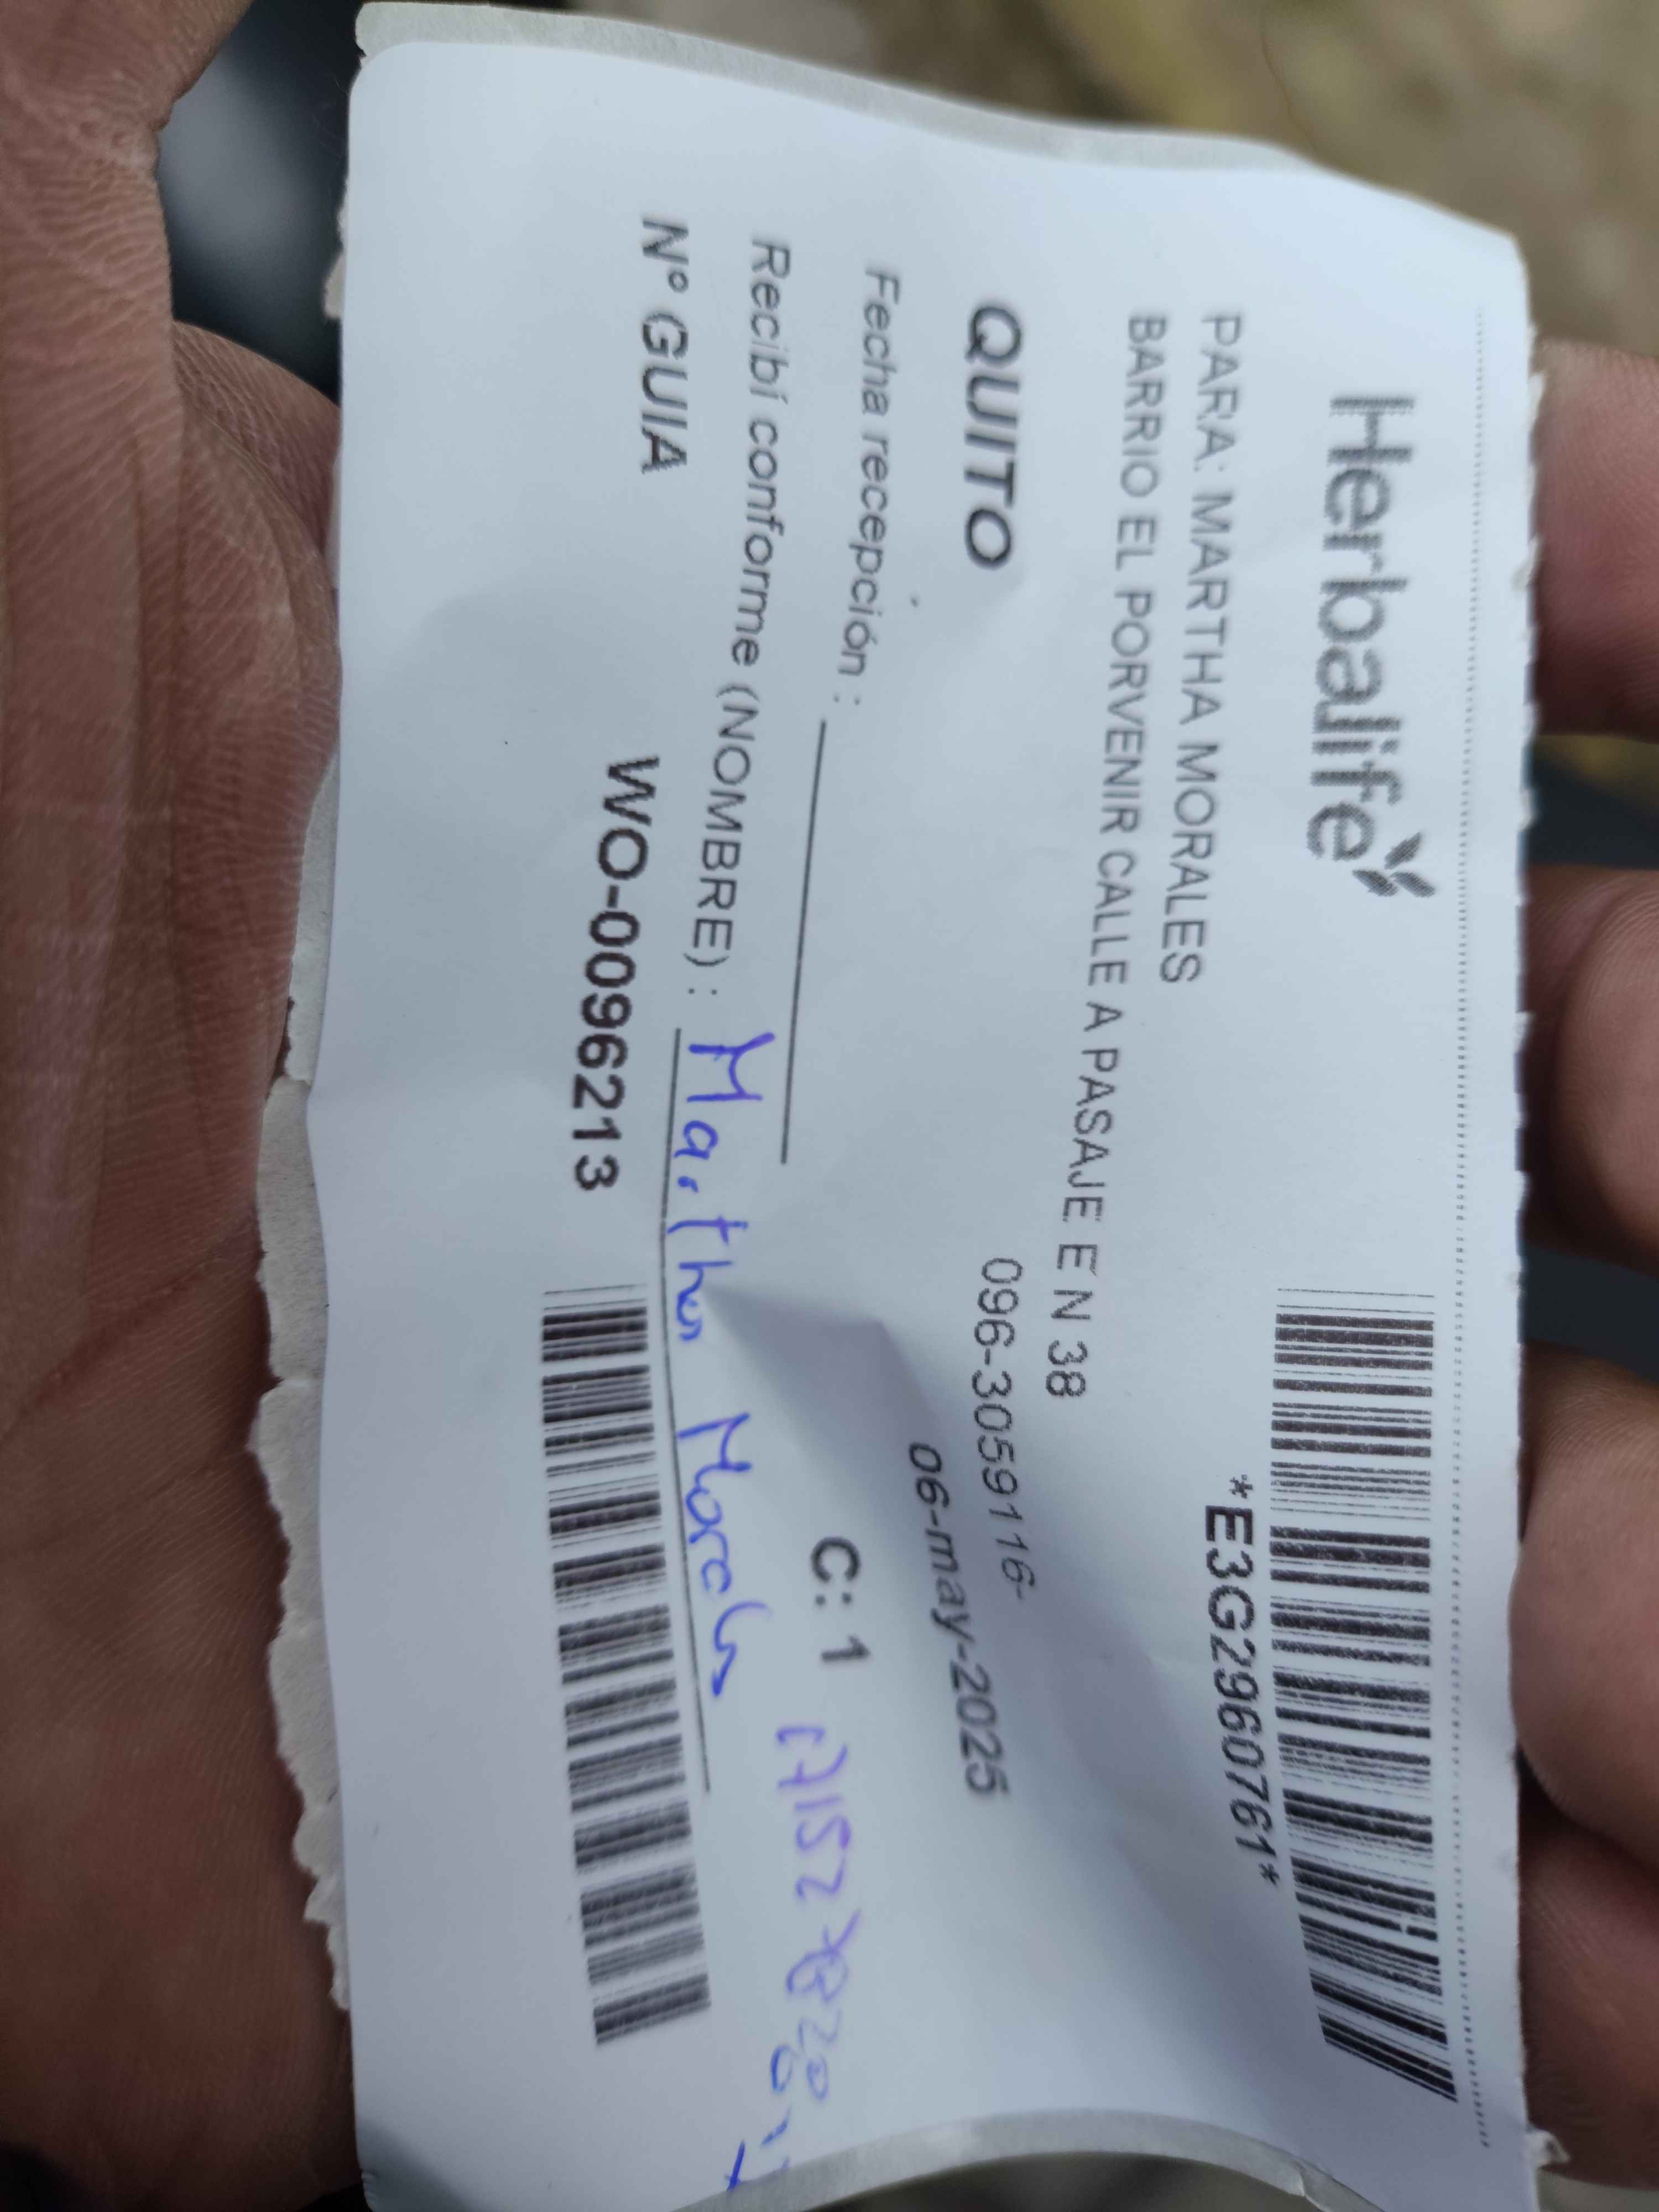 Herbalife
*E3G2960761*
PARA: MARTHA MORALES
BARRIO EL PORVENIR CALLE A PASAJE E N 38
096-3059116-
QUITO
06-may-2025
Fecha recepción :
C: 1
Recibí conforme (NOMBRE) : Martha Morales
Nº GUIA
WO-0096213